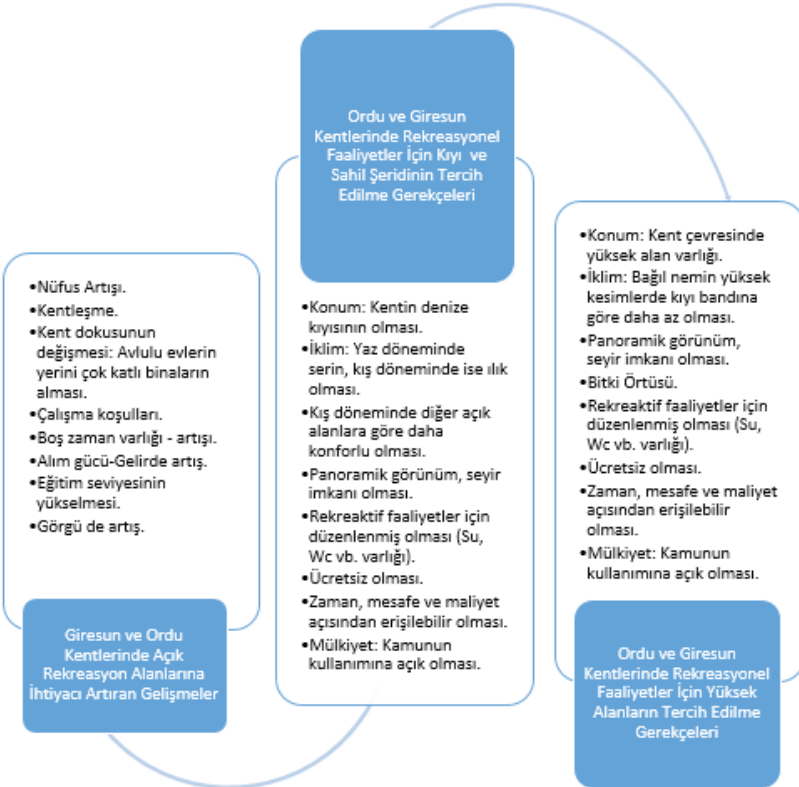 •Nüfus Artışı.
•Kentleşme.
•Kent dokusunun
değişmesi: Avlulu evlerin
yerini çok katlı binaların
alması.
•Çalışma koşulları.
•Boş zaman varlığı - artışı.
•Alım gücü-Gelirde artış.
•Eğitim seviyesinin
yükselmesi.
•Görgü de artış.
Giresun ve Ordu
Kentlerinde Açık
Rekreasyon Alanlarına
İhtiyacı Artıran Gelişmeler
Ordu ve Giresun
Kentlerinde Rekreasyonel
Faaliyetler İçin Kıyı ve
Sahil Şeridinin Tercih
Edilme Gerekçeleri
•Konum: Kentin denize
kıyısının olması.
•İklim: Yaz döneminde
serin, kış döneminde ise ılık
olması.
•Kış döneminde diğer açık
alanlara göre daha
konforlu olması.
•Panoramik görünüm, seyir
imkanı olması.
•Rekreaktif faaliyetler için
düzenlenmiş olması (Su,
Wc vb. varlığı).
•Ücretsiz olması.
•Zaman, mesafe ve maliyet
açısından erişilebilir olması.
•Mülkiyet: Kamunun
kullanımına açık olması.
•Konum: Kent çevresinde
yüksek alan varlığı.
•İklim: Bağıl nemin yüksek
kesimlerde kıyı bandına
göre daha az olması.
•Panoramik görünüm,
seyir imkanı olması.
•Bitki Örtüsü.
•Rekreaktif faaliyetler için
düzenlenmiş olması (Su,
Wc vb. varlığı).
•Ücretsiz olması.
•Zaman, mesafe ve maliyet
açısından erişilebilir
olması.
•Mülkiyet: Kamunun
kullanımına açık olması.
Ordu ve Giresun
Kentlerinde Rekreasyonel
Faaliyetler İçin Yüksek
Alanların Tercih Edilme
Gerekçeleri